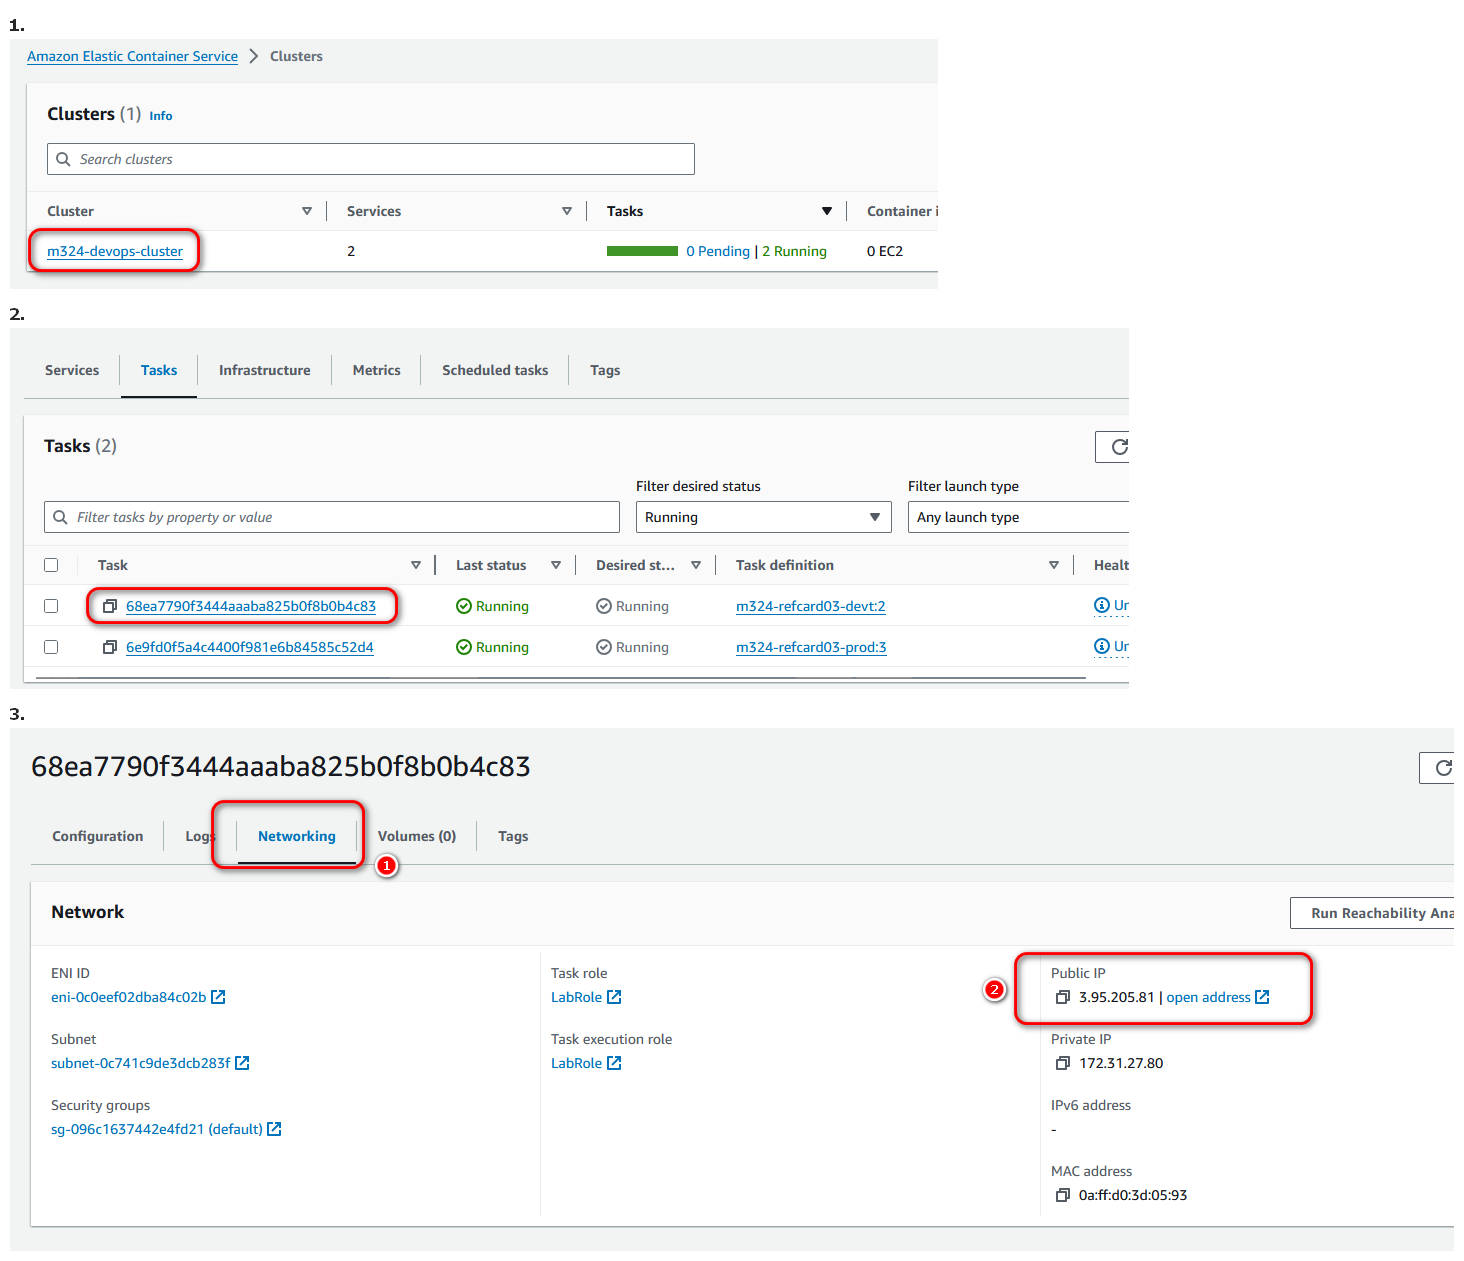 1.
Amazon Elastic Container Service > Clusters
Clusters (1) Info
Search clusters
Cluster Services Tasks Container i
m324-devops-cluster 2 0 Pending | 2 Running 0 EC2
2.
Services Tasks Infrastructure Metrics Scheduled tasks Tags
Tasks (2)
Filter desired status Filter launch type
Filter tasks by property or value Running Any launch type
Task Last status Desired st... Task definition Healt
68ea7790f3444aaaba825b0f8b0b4c83 Running Running m324-refcard03-devt:2 Ur
6e9fd0f5a4c4400f981e6b84585c52d4 Running Running m324-refcard03-prod:3 Ur
3.
68ea7790f3444aaaba825b0f8b0b4c83
Configuration Logs Networking Volumes (0) Tags
1
Network Run Reachability Ana
ENI ID Task role Public IP
eni-0c0eef02dba84c02b LabRole 2 3.95.205.81 | open address
Subnet Task execution role Private IP
subnet-0c741c9de3dcb283f LabRole 172.31.27.80
Security groups IPv6 address
sg-096c1637442e4fd21 (default) -
MAC address
0a:ff:d0:3d:05:93